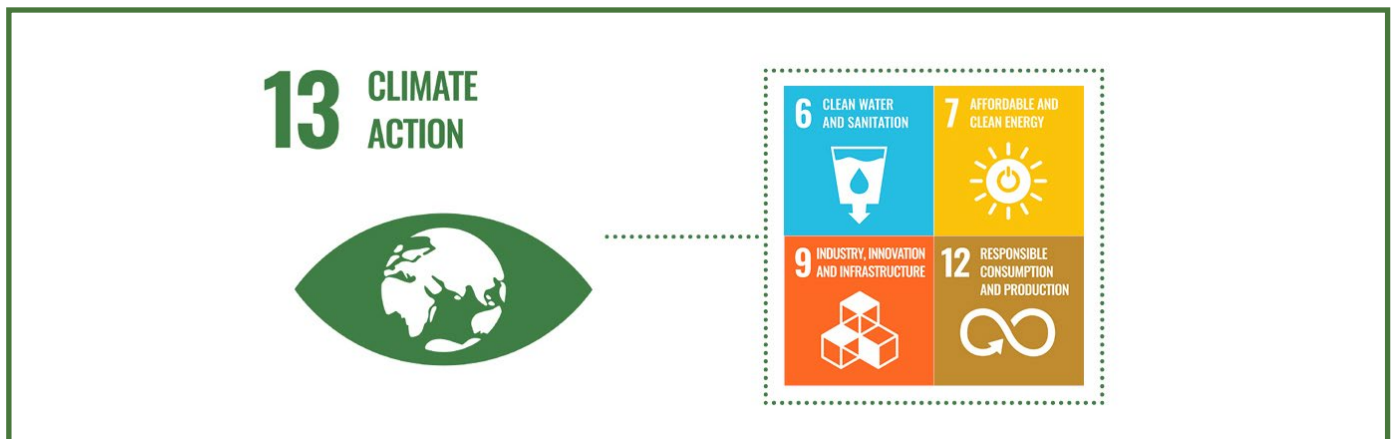 13 CLIMATE
ACTION
6 CLEAN WATER
AND SANITATION
7 AFFORDABLE AND
CLEAN ENERGY
9 INDUSTRY, INNOVATION
AND INFRASTRUCTURE
12 RESPONSIBLE
CONSUMPTION
AND PRODUCTION